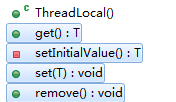 ThreadLocal()
get() : T
setInitialValue() : T
set(T) : void
remove() : void